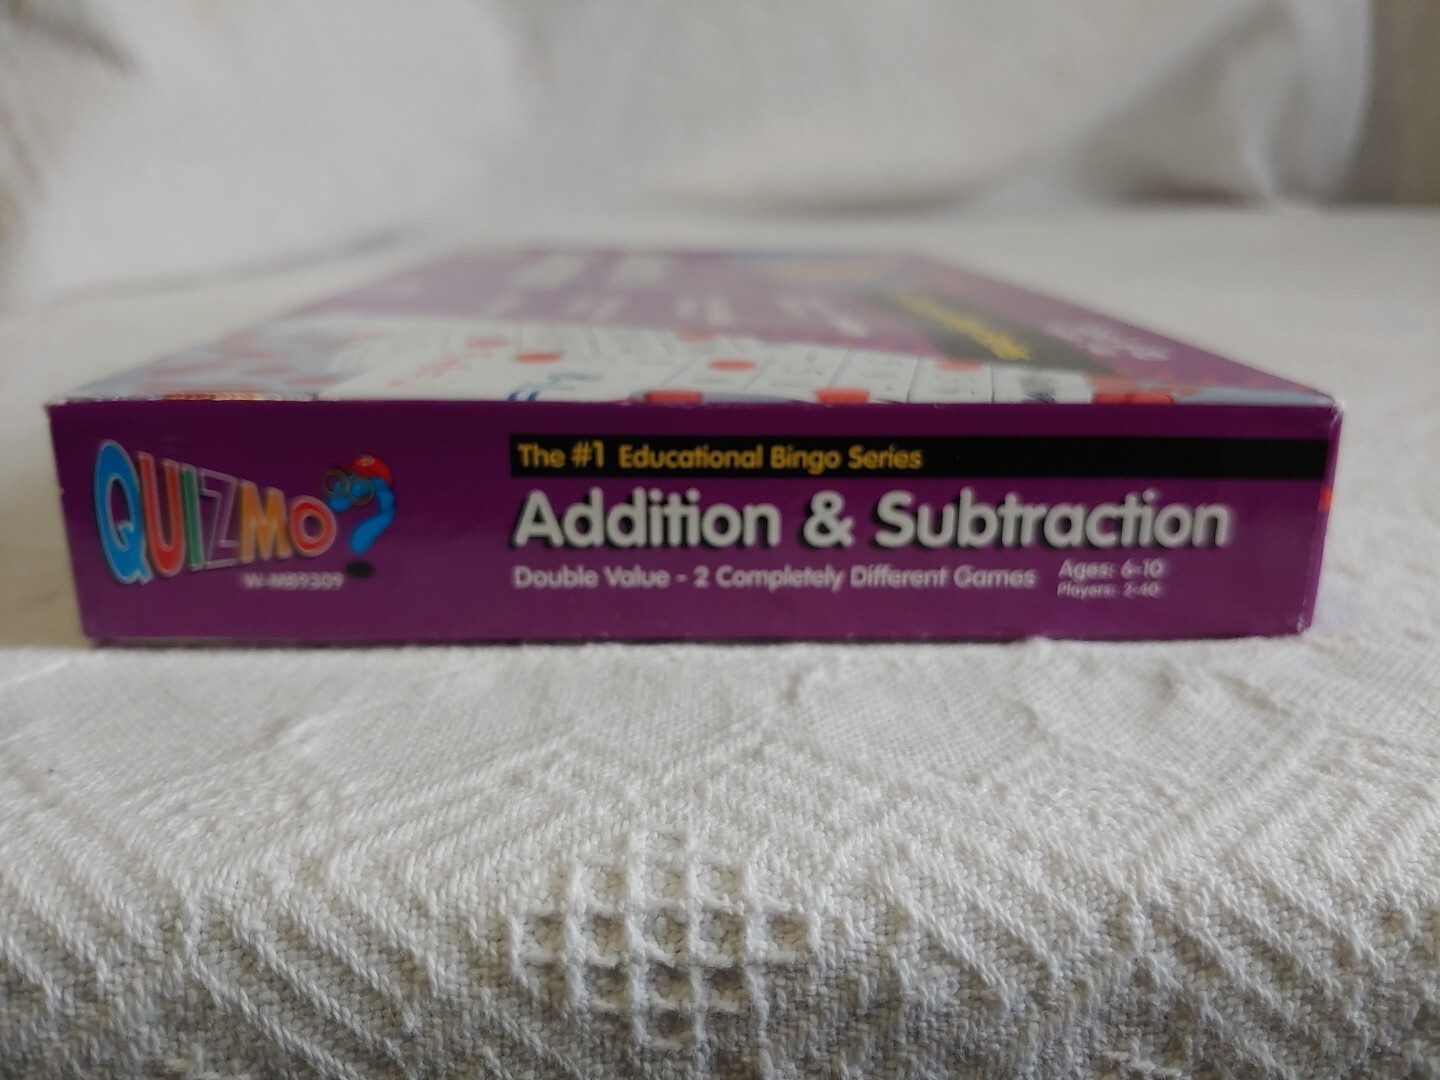 QUIZMO?
W-MB9309
The #1 Educational Bingo Series
Addition & Subtraction
Double Value - 2 Completely Different Games
Ages: 6-10
Players: 2-40